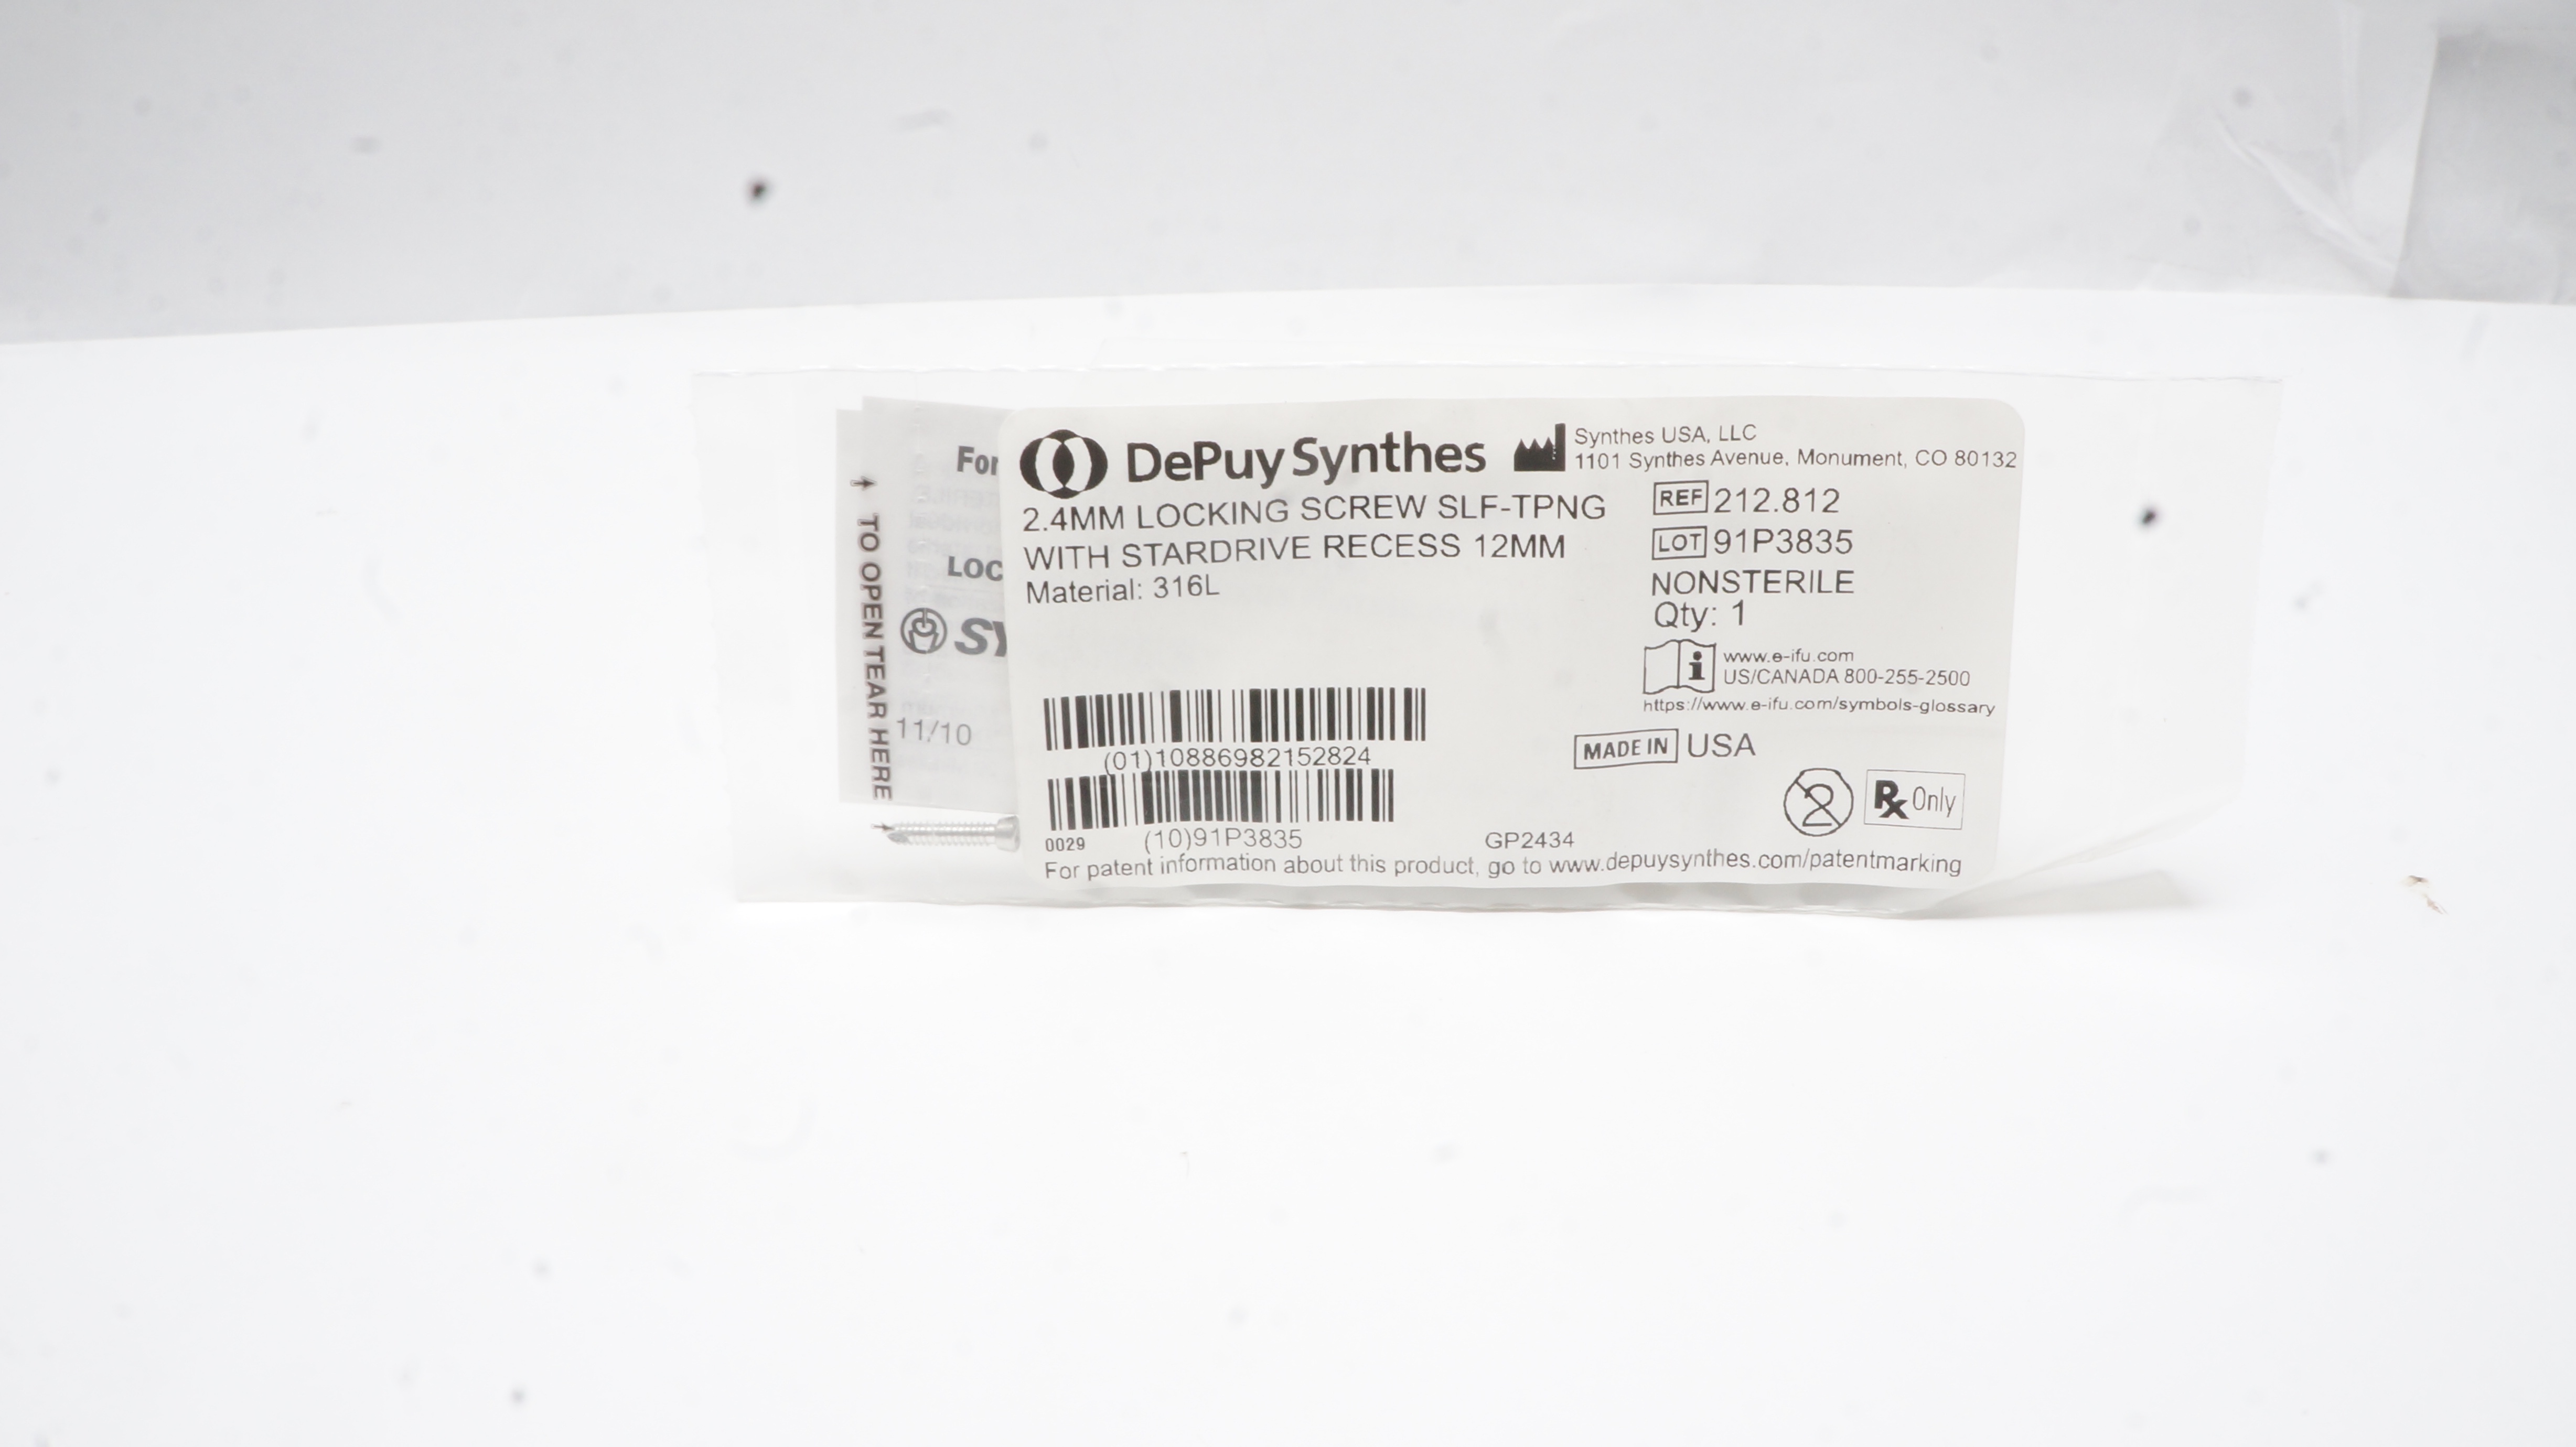 For
LOC
SY
11/10
TO OPEN TEAR HERE
DePuy Synthes
Synthes USA, LLC
1101 Synthes Avenue, Monument, CO 80132
2.4MM LOCKING SCREW SLF-TPNG
WITH STARDRIVE RECESS 12MM
Material: 316L
REF 212.812
LOT 91P3835
NONSTERILE
Qty: 1
www.e-ifu.com
US/CANADA 800-255-2500
https://www.e-ifu.com/symbols-glossary
MADE IN USA
(01)10886982152824
2
Rx Only
0029 (10)91P3835 GP2434
For patent information about this product, go to www.depuysynthes.com/patentmarking